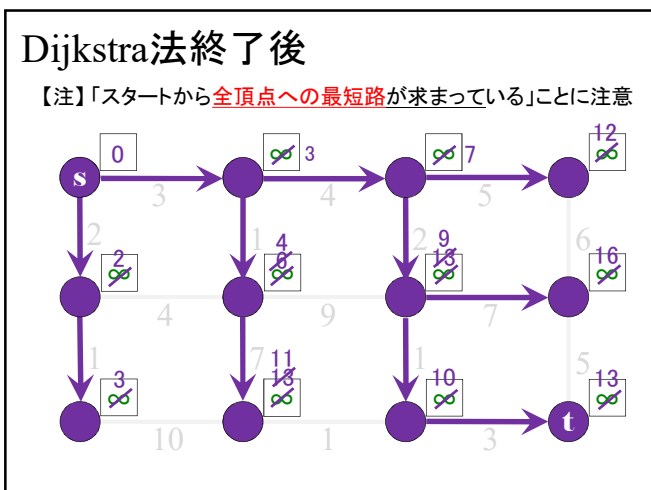 Dijkstra法終了後
【注】「スタートから全頂点への最短路が求まっている」ことに注意
s 0 ∞ 3 ∞ 7 12 ∞
3 4 5
2 1 2 6
2 ∞ 4 6 ∞ 9 13 ∞ 16 ∞
4 9 7
1 7 1 5
3 ∞ 11 13 ∞ 10 ∞ t 13 ∞
10 1 3